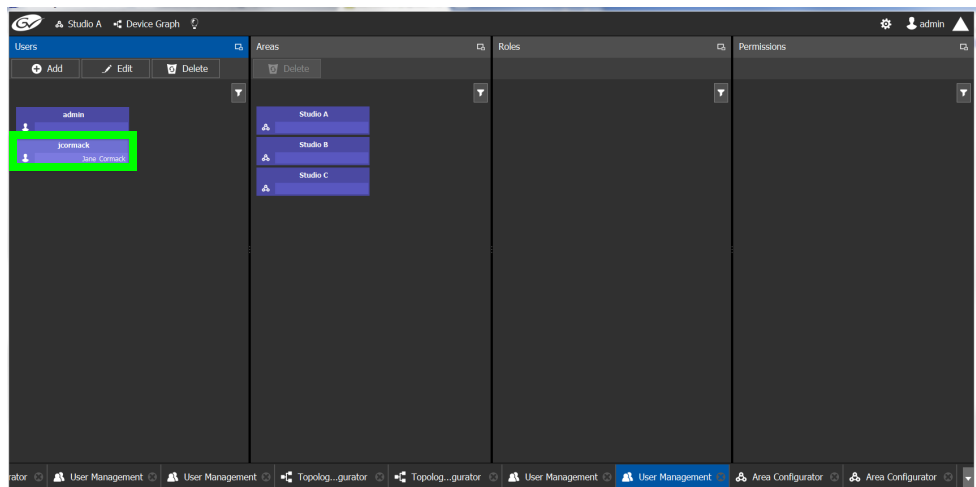 GV Studio A Device Graph admin
Users Areas Roles Permissions
Add Edit Delete Delete
admin
jcormack
Jane Cormack
Studio A
Studio B
Studio C
rator User Management User Management Topolog...gurator Topolog...gurator User Management User Management Area Configurator Area Configurator